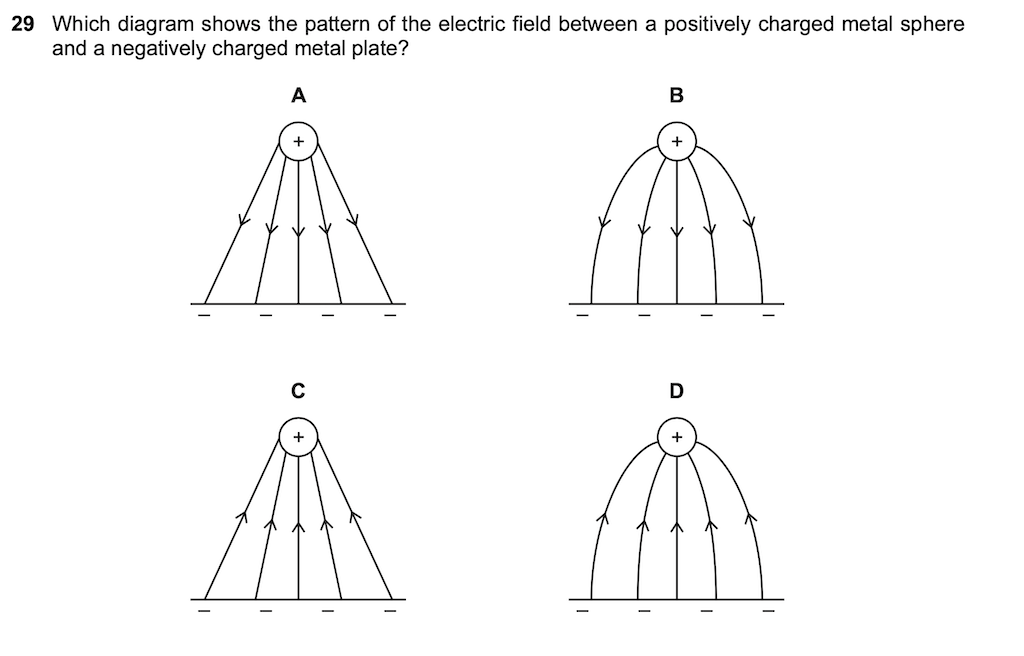 29 Which diagram shows the pattern of the electric field between a positively charged metal sphere
and a negatively charged metal plate?
A
B
+
+
– – – –
– – – –
C
D
+
+
– – – –
– – – –